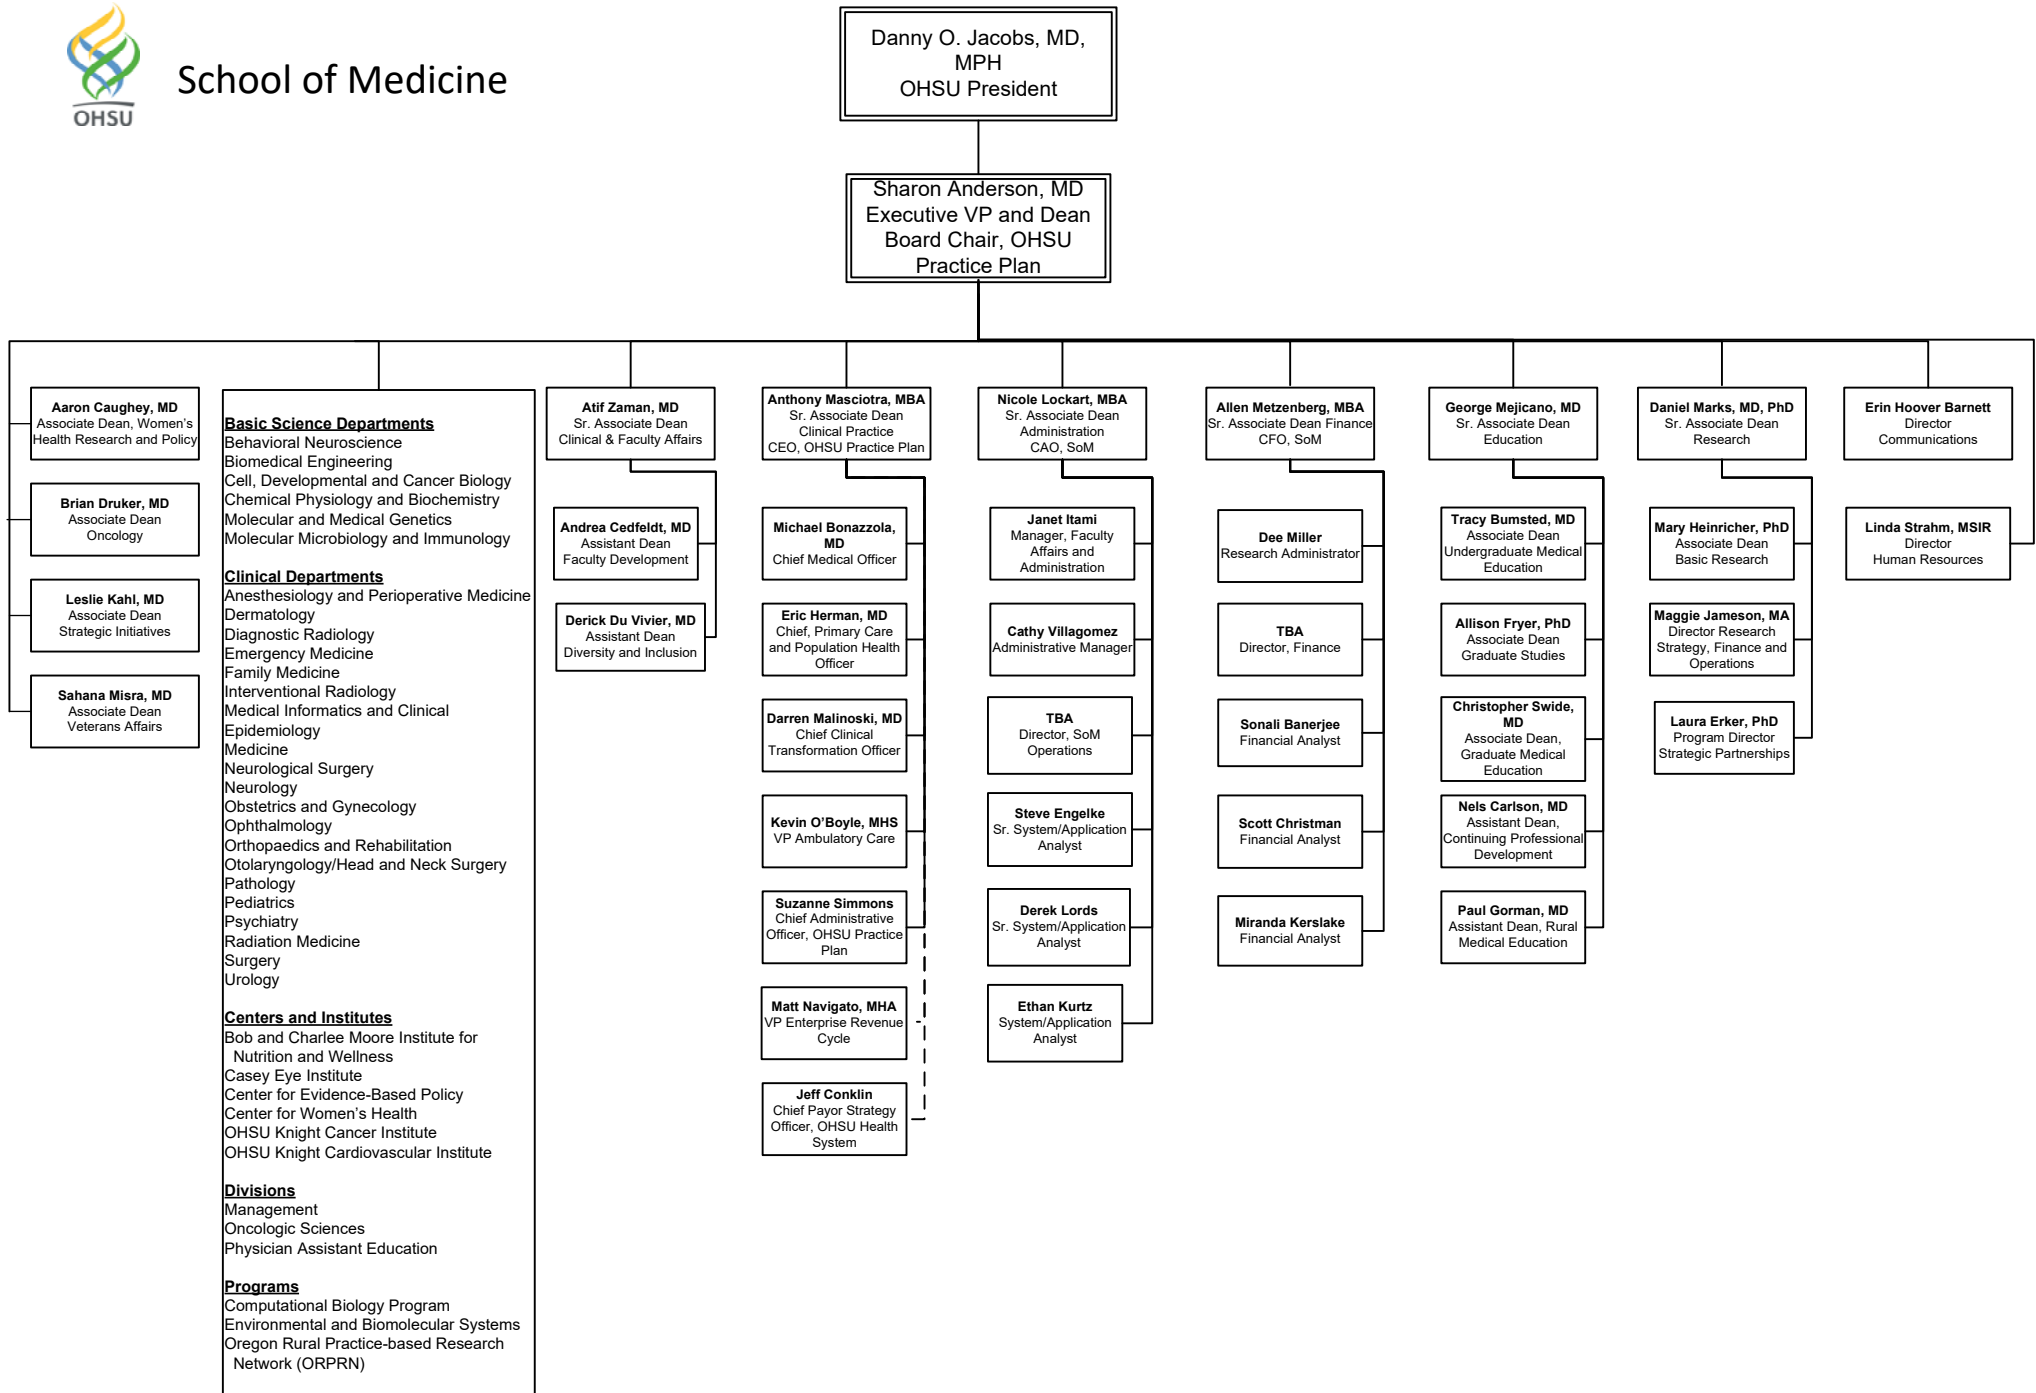 OHSU
School of Medicine
Danny O. Jacobs, MD,
MPH
OHSU President
Sharon Anderson, MD
Executive VP and Dean
Board Chair, OHSU
Practice Plan
Aaron Caughey, MD
Associate Dean, Women's
Health Research and Policy
Brian Druker, MD
Associate Dean
Oncology
Leslie Kahl, MD
Associate Dean
Strategic Initiatives
Sahana Misra, MD
Associate Dean
Veterans Affairs
Basic Science Departments
Behavioral Neuroscience
Biomedical Engineering
Cell, Developmental and Cancer Biology
Chemical Physiology and Biochemistry
Molecular and Medical Genetics
Molecular Microbiology and Immunology
Clinical Departments
Anesthesiology and Perioperative Medicine
Dermatology
Diagnostic Radiology
Emergency Medicine
Family Medicine
Interventional Radiology
Medical Informatics and Clinical
Epidemiology
Medicine
Neurological Surgery
Neurology
Obstetrics and Gynecology
Ophthalmology
Orthopaedics and Rehabilitation
Otolaryngology/Head and Neck Surgery
Pathology
Pediatrics
Psychiatry
Radiation Medicine
Surgery
Urology
Centers and Institutes
Bob and Charlee Moore Institute for
Nutrition and Wellness
Casey Eye Institute
Center for Evidence-Based Policy
Center for Women's Health
OHSU Knight Cancer Institute
OHSU Knight Cardiovascular Institute
Divisions
Management
Oncologic Sciences
Physician Assistant Education
Programs
Computational Biology Program
Environmental and Biomolecular Systems
Oregon Rural Practice-based Research
Network (ORPRN)
Atif Zaman, MD
Sr. Associate Dean
Clinical & Faculty Affairs
Andrea Cedfeldt, MD
Assistant Dean
Faculty Development
Derick Du Vivier, MD
Assistant Dean
Diversity and Inclusion
Anthony Masciotra, MBA
Sr. Associate Dean
Clinical Practice
CEO, OHSU Practice Plan
Michael Bonazzola,
MD
Chief Medical Officer
Eric Herman, MD
Chief, Primary Care
and Population Health
Officer
Darren Malinoski, MD
Chief Clinical
Transformation Officer
Kevin O'Boyle, MHS
VP Ambulatory Care
Suzanne Simmons
Chief Administrative
Officer, OHSU Practice
Plan
Matt Navigato, MHA
VP Enterprise Revenue
Cycle
Jeff Conklin
Chief Payor Strategy
Officer, OHSU Health
System
Nicole Lockart, MBA
Sr. Associate Dean
Administration
CAO, SoM
Janet Itami
Manager, Faculty
Affairs and
Administration
Cathy Villagomez
Administrative Manager
TBA
Director, SoM
Operations
Steve Engelke
Sr. System/Application
Analyst
Derek Lords
Sr. System/Application
Analyst
Ethan Kurtz
System/Application
Analyst
Allen Metzenberg, MBA
Sr. Associate Dean Finance
CFO, SoM
Dee Miller
Research Administrator
TBA
Director, Finance
Sonali Banerjee
Financial Analyst
Scott Christman
Financial Analyst
Miranda Kerslake
Financial Analyst
George Mejicano, MD
Sr. Associate Dean
Education
Tracy Bumsted, MD
Associate Dean
Undergraduate Medical
Education
Allison Fryer, PhD
Associate Dean
Graduate Studies
Christopher Swide,
MD
Associate Dean,
Graduate Medical
Education
Nels Carlson, MD
Assistant Dean,
Continuing Professional
Development
Paul Gorman, MD
Assistant Dean, Rural
Medical Education
Daniel Marks, MD, PhD
Sr. Associate Dean
Research
Mary Heinricher, PhD
Associate Dean
Basic Research
Maggie Jameson, MA
Director Research
Strategy, Finance and
Operations
Laura Erker, PhD
Program Director
Strategic Partnerships
Erin Hoover Barnett
Director
Communications
Linda Strahm, MSIR
Director
Human Resources